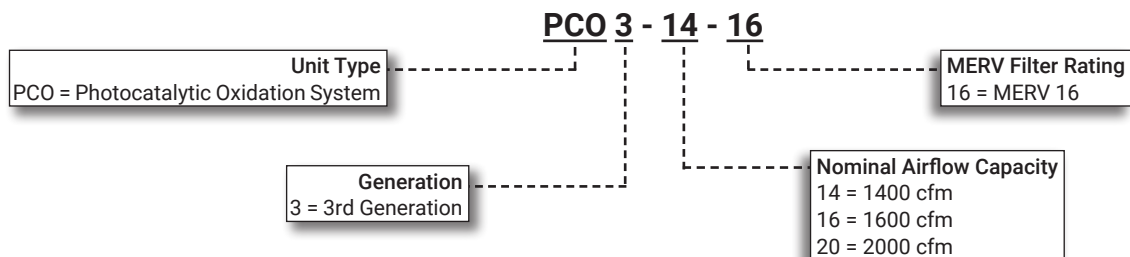 PCO 3 - 14 - 16
Unit Type
PCO = Photocatalytic Oxidation System
MERV Filter Rating
16 = MERV 16
Generation
3 = 3rd Generation
Nominal Airflow Capacity
14 = 1400 cfm
16 = 1600 cfm
20 = 2000 cfm